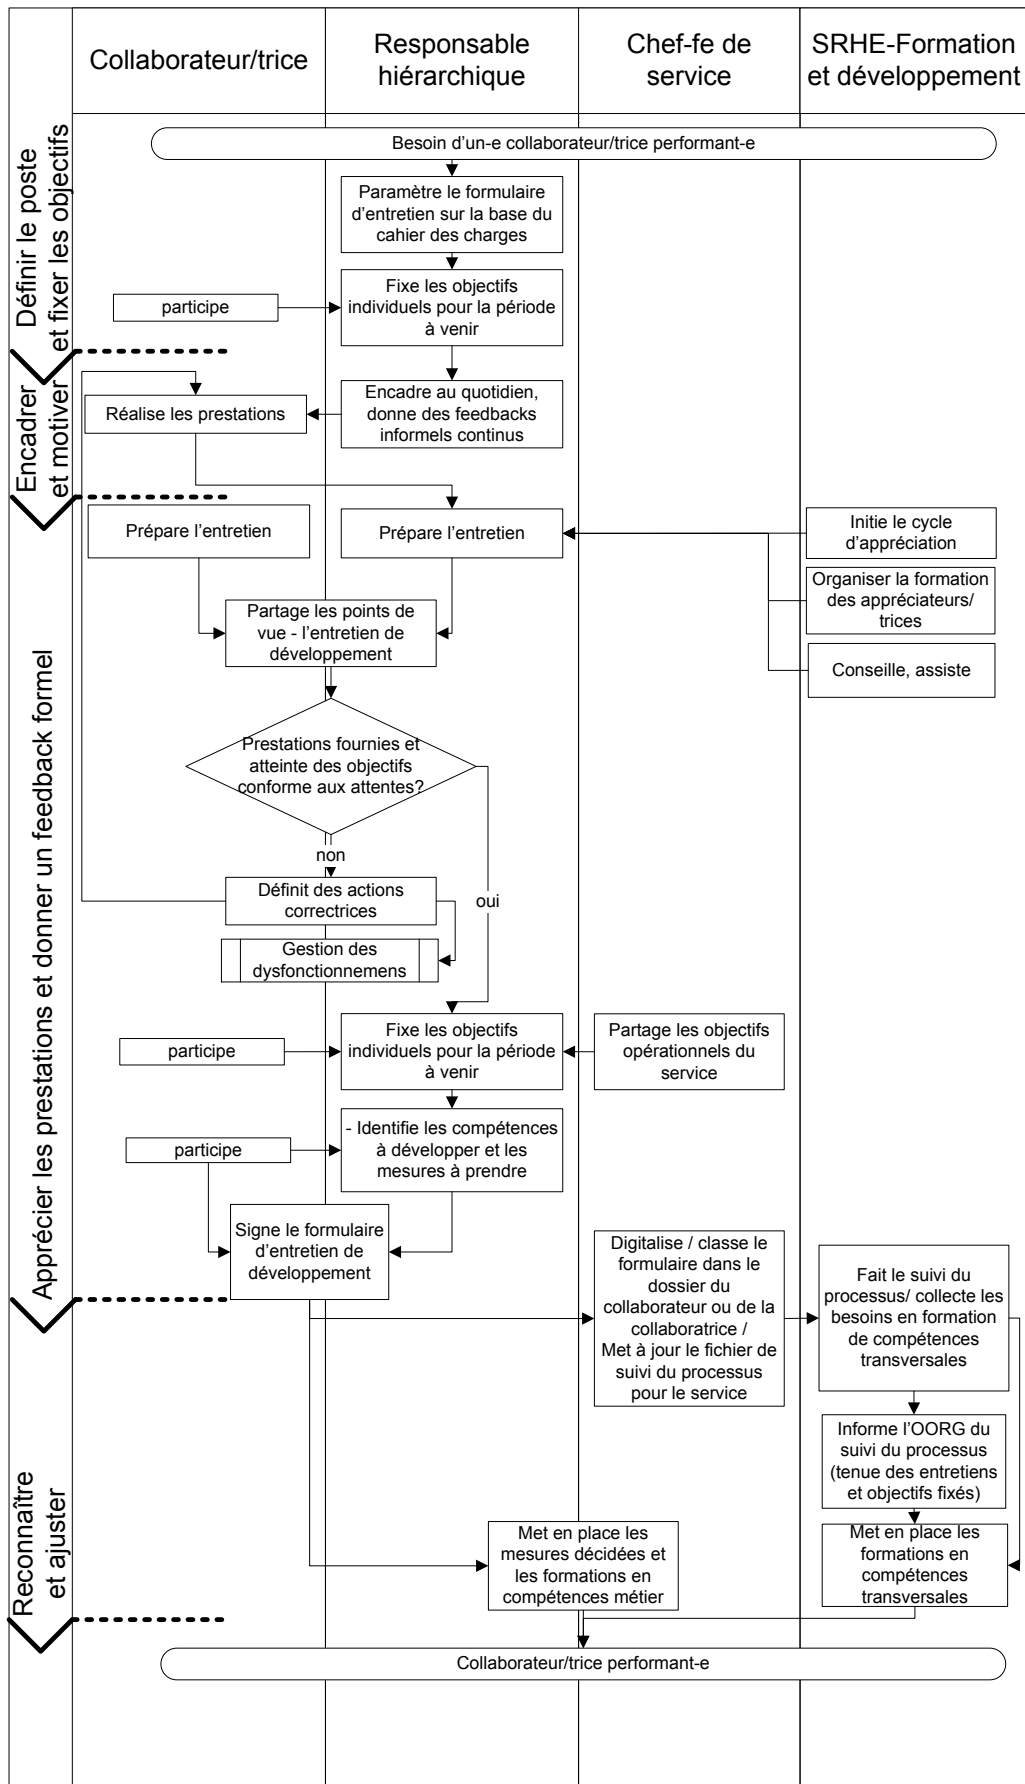 Collaborateur/trice
Responsable
hiérarchique
Chef-fe de
service
SRHE-Formation
et développement
Définir le poste
et fixer les objectifs
Besoin d'un-e collaborateur/trice performant-e
Paramètre le formulaire
d'entretien sur la base du
cahier des charges
participe
Fixe les objectifs
individuels pour la période
à venir
Encadrer
et motiver
Réalise les prestations
Encadre au quotidien,
donne des feedbacks
informels continus
Apprécier les prestations et donner un feedback formel
Prépare l'entretien
Prépare l'entretien
Initie le cycle
d'appréciation
Organiser la formation
des appréciateurs/
trices
Conseille, assiste
Partage les points de
vue - l'entretien de
développement
Prestations fournies et
atteinte des objectifs
conforme aux attentes?
non
oui
Définit des actions
correctrices
Gestion des
dysfonctionnemens
participe
Fixe les objectifs
individuels pour la période
à venir
Partage les objectifs
opérationnels du
service
participe
- Identifie les compétences
à développer et les
mesures à prendre
Signe le formulaire
d'entretien de
développement
Reconnaître
et ajuster
Digitalise / classe le
formulaire dans le
dossier du
collaborateur ou de la
collaboratrice /
Met à jour le fichier de
suivi du processus
pour le service
Fait le suivi du
processus/ collecte les
besoins en formation
de compétences
transversales
Informe l'OORG du
suivi du processus
(tenue des entretiens
et objectifs fixés)
Met en place les
mesures décidées et
les formations en
compétences métier
Met en place les
formations en
compétences
transversales
Collaborateur/trice performant-e